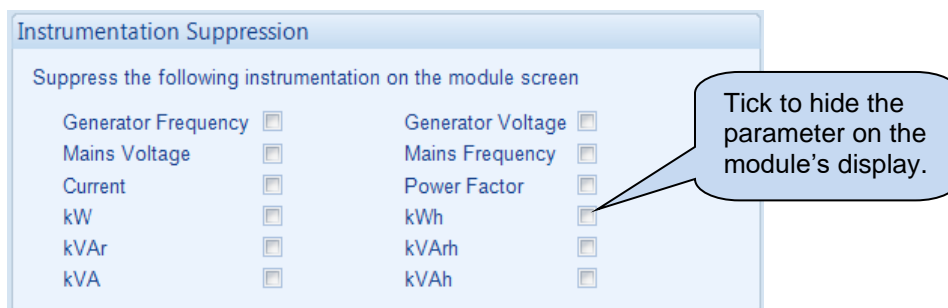 Instrumentation Suppression
Suppress the following instrumentation on the module screen
Generator Frequency Generator Voltage
Mains Voltage Mains Frequency
Current Power Factor
kW kWh
kVAr kVArh
kVA kVAh
Tick to hide the
parameter on the
module’s display.